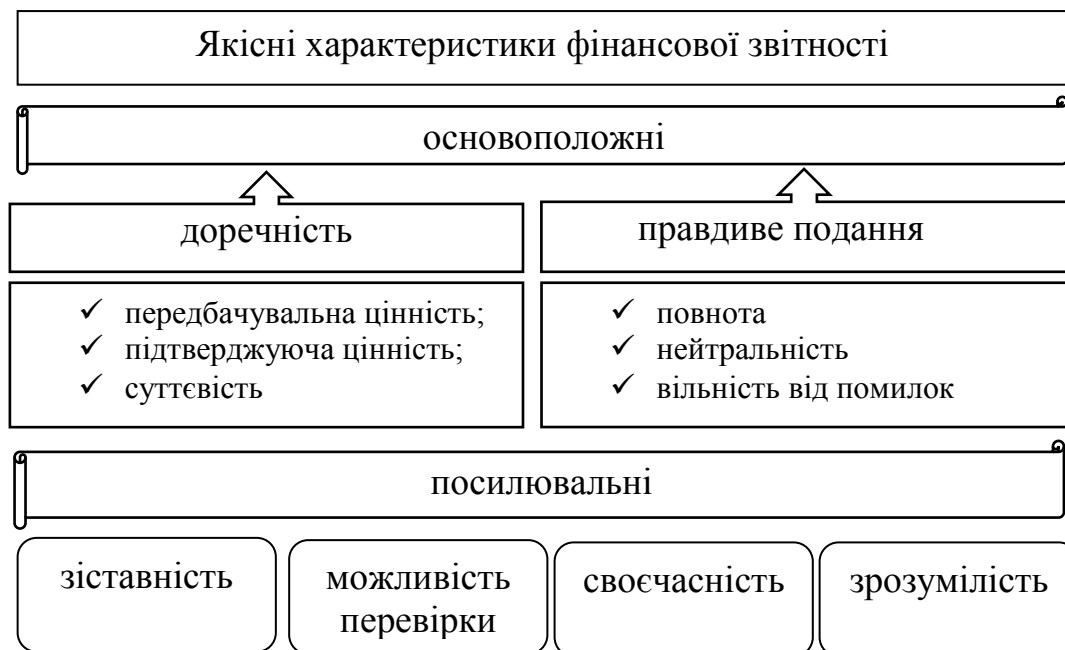 Якісні характеристики фінансової звітності
основоположні
доречність
правдиве подання
✓ передбачувальна цінність;
✓ підтверджуюча цінність;
✓ суттєвість
✓ повнота
✓ нейтральність
✓ вільність від помилок
посилювальні
зіставність
можливість
перевірки
своєчасність
зрозумілість